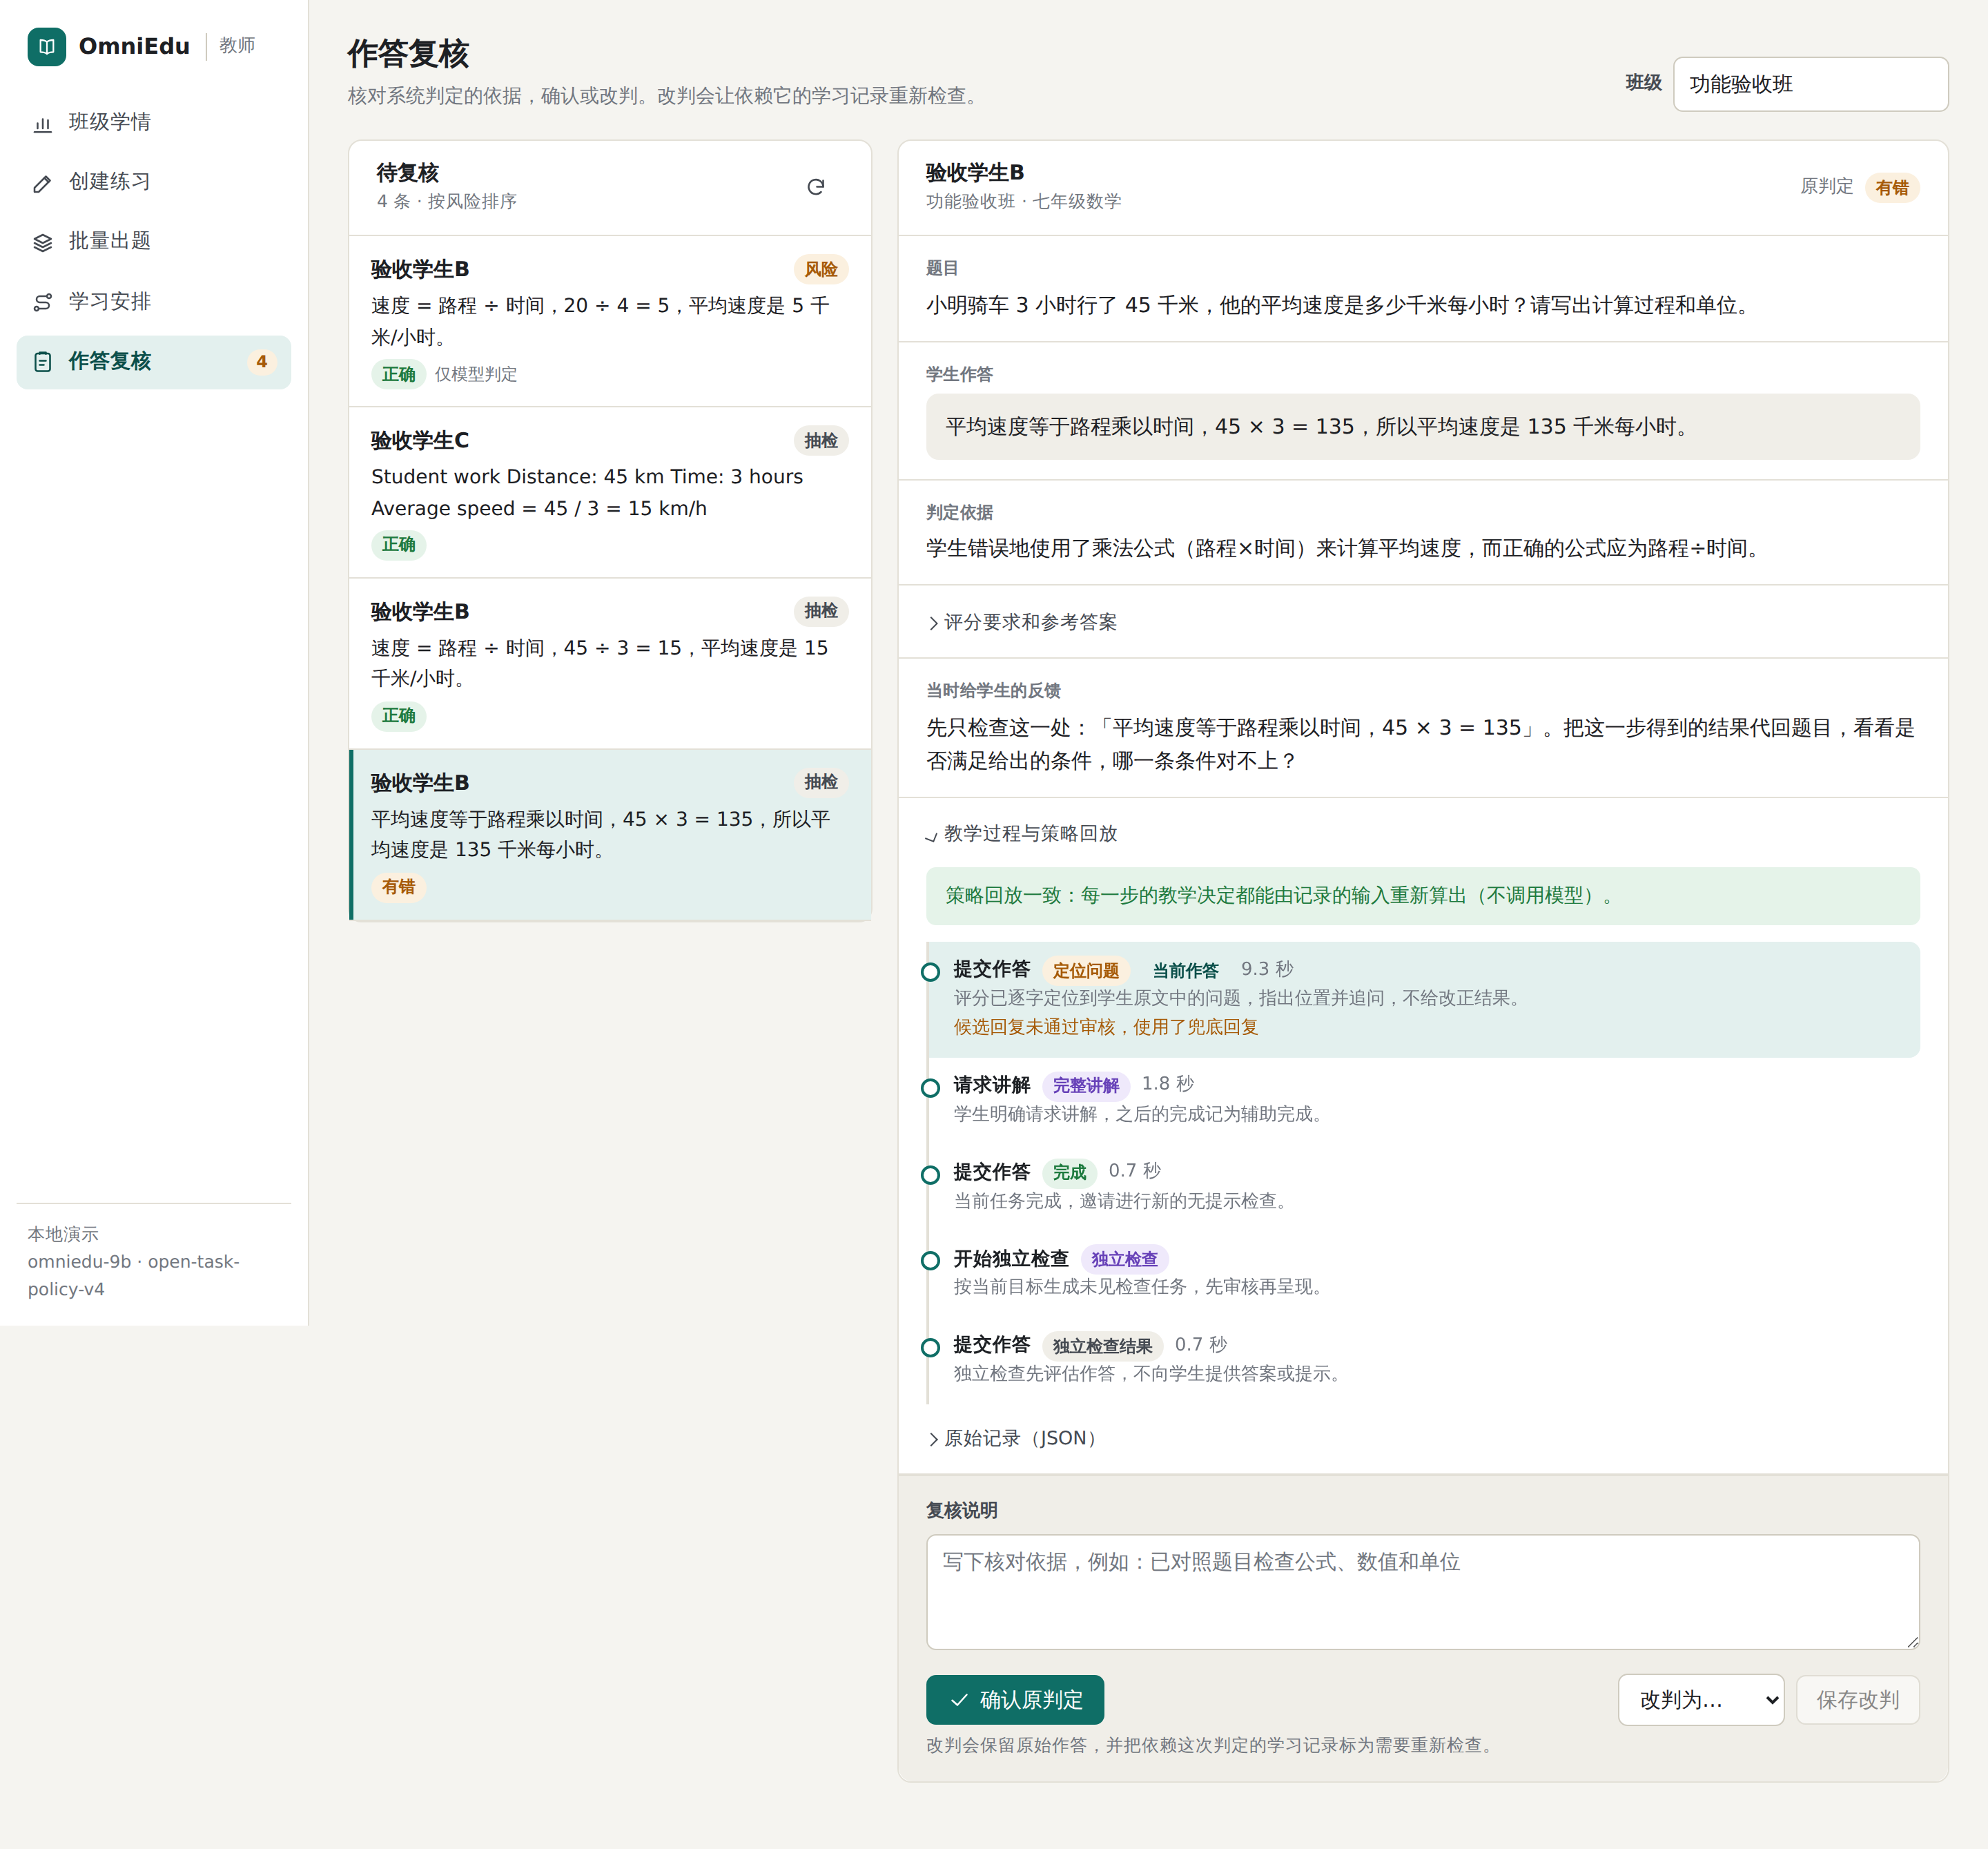 OmniEdu 教师
班级学情
创建练习
批量出题
学习安排
作答复核 4
本地演示
omniedu-9b · open-task-
policy-v4
作答复核
核对系统判定的依据，确认或改判。改判会让依赖它的学习记录重新检查。
班级 功能验收班
待复核
4 条 · 按风险排序
验收学生B 风险
速度 = 路程 ÷ 时间，20 ÷ 4 = 5，平均速度是 5 千
米/小时。
正确 仅模型判定
验收学生C 抽检
Student work Distance: 45 km Time: 3 hours
Average speed = 45 / 3 = 15 km/h
正确
验收学生B 抽检
速度 = 路程 ÷ 时间，45 ÷ 3 = 15，平均速度是 15
千米/小时。
正确
验收学生B 抽检
平均速度等于路程乘以时间，45 × 3 = 135，所以平
均速度是 135 千米每小时。
有错
验收学生B
功能验收班 · 七年级数学
原判定 有错
题目
小明骑车 3 小时行了 45 千米，他的平均速度是多少千米每小时？请写出计算过程和单位。
学生作答
平均速度等于路程乘以时间，45 × 3 = 135，所以平均速度是 135 千米每小时。
判定依据
学生错误地使用了乘法公式（路程×时间）来计算平均速度，而正确的公式应为路程÷时间。
评分要求和参考答案
当时给学生的反馈
先只检查这一处：「平均速度等于路程乘以时间，45 × 3 = 135」。把这一步得到的结果代回题目，看看是
否满足给出的条件，哪一条条件对不上？
教学过程与策略回放
策略回放一致：每一步的教学决定都能由记录的输入重新算出（不调用模型）。
提交作答 定位问题 当前作答 9.3 秒
评分已逐字定位到学生原文中的问题，指出位置并追问，不给改正结果。
候选回复未通过审核，使用了兜底回复
请求讲解 完整讲解 1.8 秒
学生明确请求讲解，之后的完成记为辅助完成。
提交作答 完成 0.7 秒
当前任务完成，邀请进行新的无提示检查。
开始独立检查 独立检查
按当前目标生成未见检查任务，先审核再呈现。
提交作答 独立检查结果 0.7 秒
独立检查先评估作答，不向学生提供答案或提示。
原始记录（JSON）
复核说明
写下核对依据，例如：已对照题目检查公式、数值和单位
确认原判定 改判为… 保存改判
改判会保留原始作答，并把依赖这次判定的学习记录标为需要重新检查。